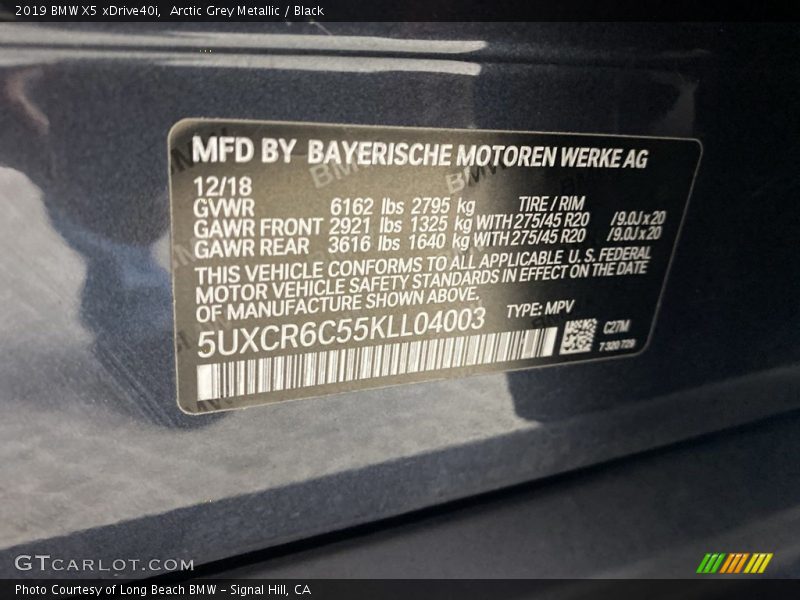 2019 BMW X5 xDrive40i, Arctic Grey Metallic / Black
MFD BY BAYERISCHE MOTOREN WERKE AG
12/18
GVWR 6162 lbs 2795 kg TIRE / RIM
GAWR FRONT 2921 lbs 1325 kg WITH 275/45 R20 /9.0J x 20
GAWR REAR 3616 lbs 1640 kg WITH 275/45 R20 /9.0J x 20
THIS VEHICLE CONFORMS TO ALL APPLICABLE U. S. FEDERAL
MOTOR VEHICLE SAFETY STANDARDS IN EFFECT ON THE DATE
OF MANUFACTURE SHOWN ABOVE.
5UXCR6C55KLL04003 TYPE: MPV
C27M
7 320 729
GTCARLOT.COM
Photo Courtesy of Long Beach BMW - Signal Hill, CA